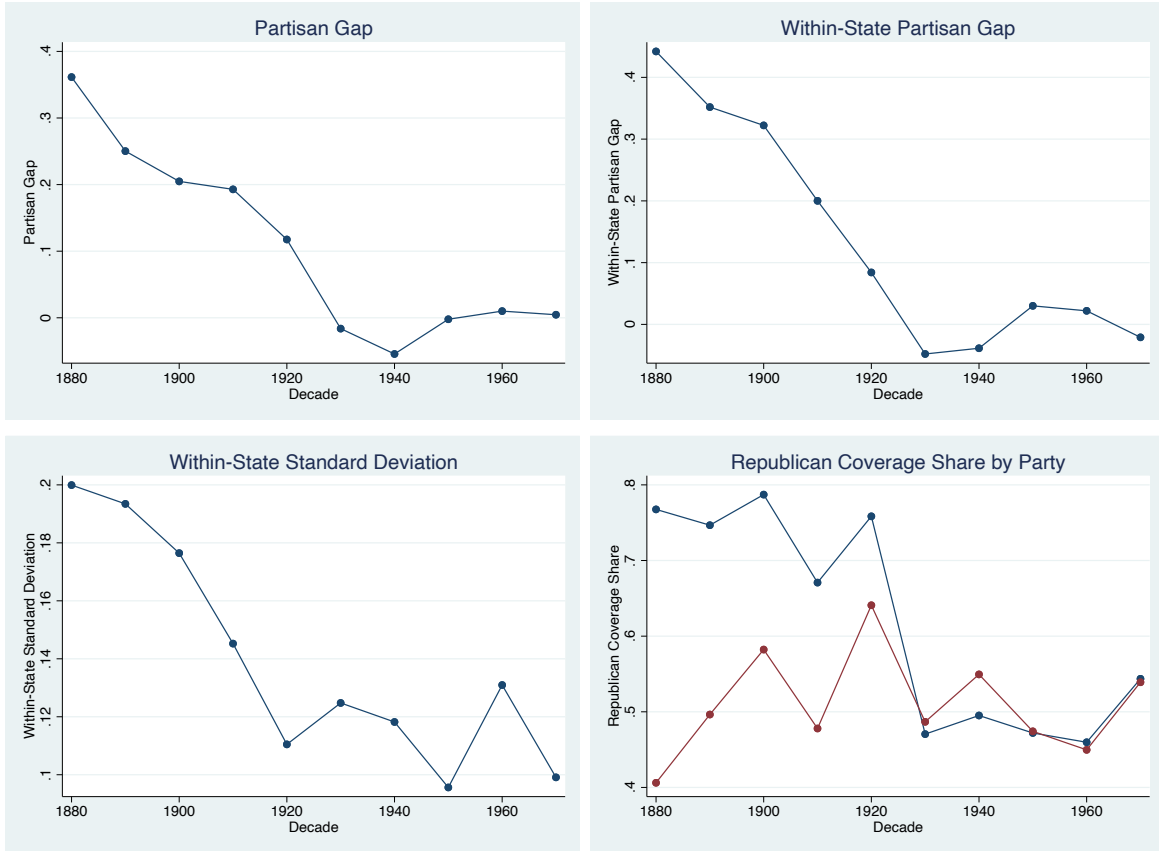 Partisan Gap
Partisan Gap
.4
.3
.2
.1
0
1880 1900 1920 1940 1960
Decade
Within-State Partisan Gap
Within-State Partisan Gap
.4
.3
.2
.1
0
1880 1900 1920 1940 1960
Decade
Within-State Standard Deviation
Within-State Standard Deviation
.2
.18
.16
.14
.12
.1
1880 1900 1920 1940 1960
Decade
Republican Coverage Share by Party
Republican Coverage Share
.8
.7
.6
.5
.4
1880 1900 1920 1940 1960
Decade